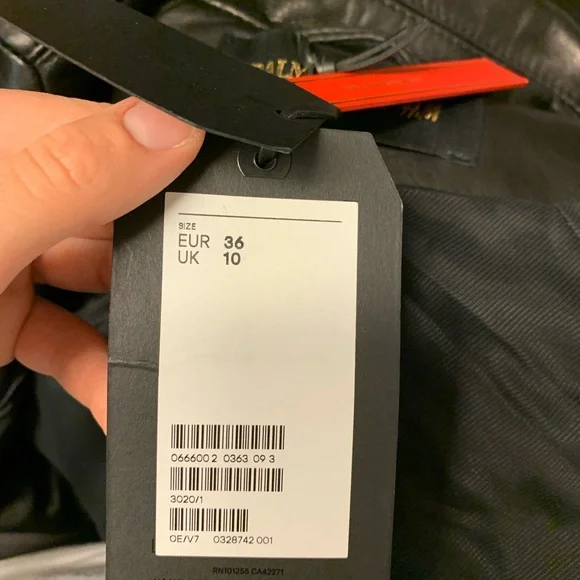 SIZE
EUR 36
UK 10
066600 2 0363 09 3
3020/1
OE/V7 0328742 001
RN101255 CA42271